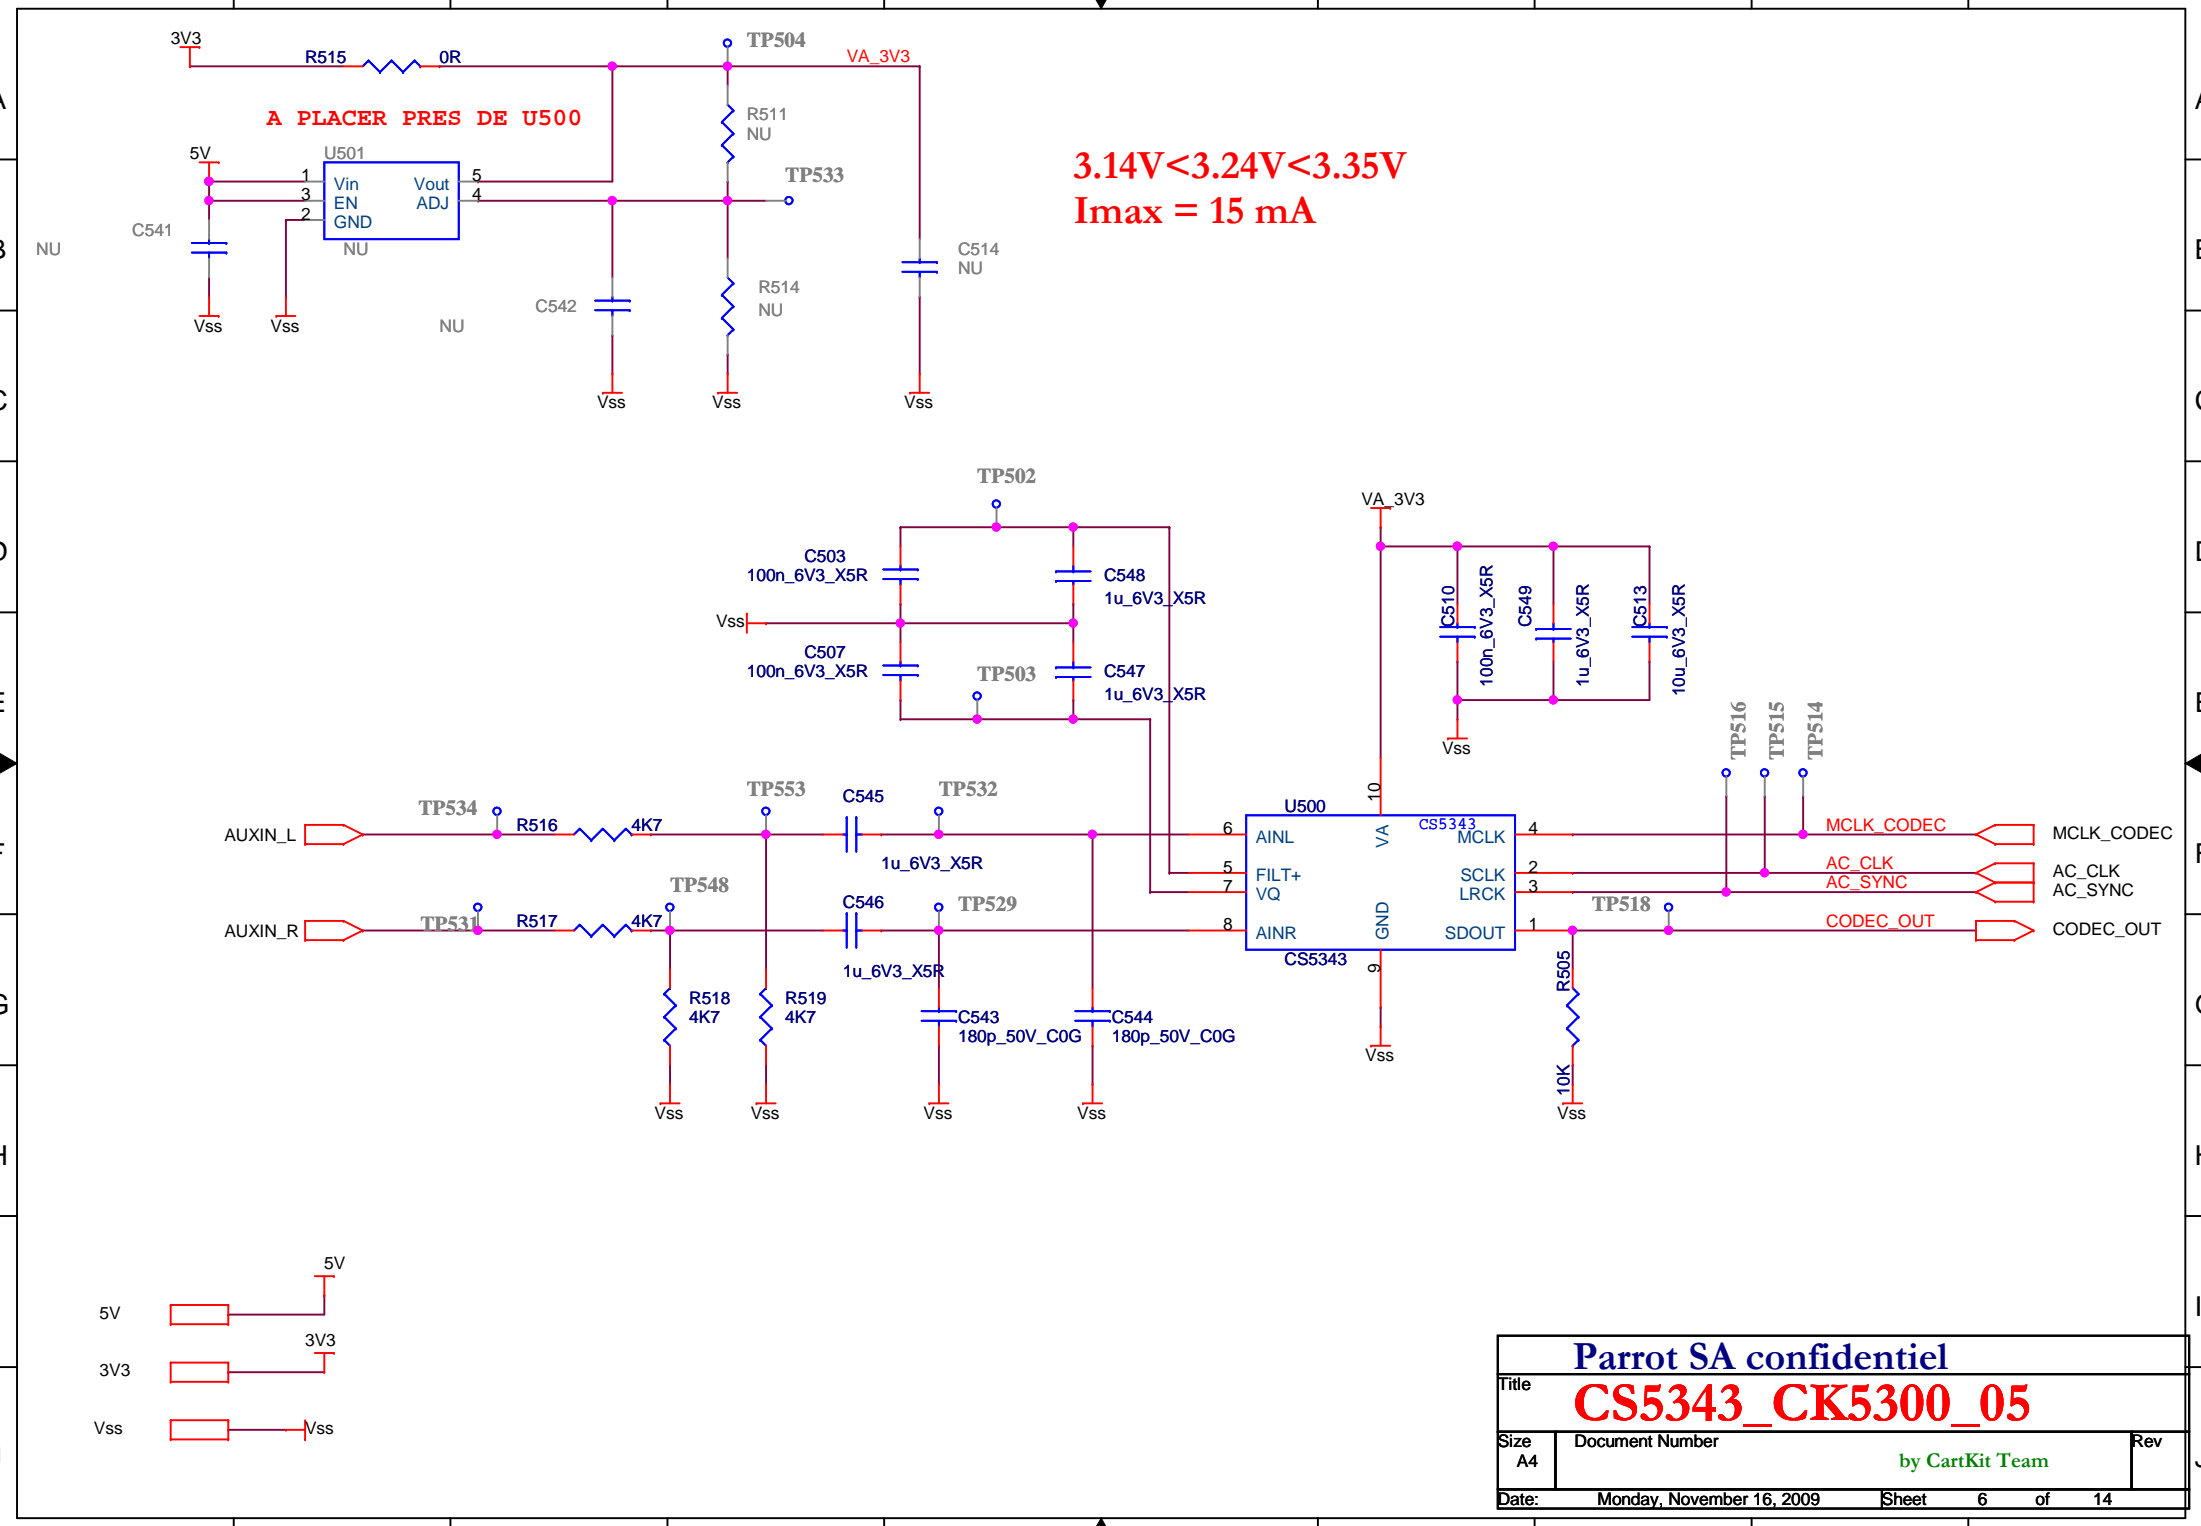 3V3
R515
0R
TP504
VA_3V3
A PLACER PRES DE U500
R511
NU
5V
U501
1
Vin
Vout
5
3
EN
ADJ
4
2
GND
NU
TP533
3.14V<3.24V<3.35V
Imax = 15 mA
C541
NU
C514
NU
R514
NU
C542
NU
Vss
Vss
Vss
Vss
Vss
TP502
VA_3V3
C503
100n_6V3_X5R
C548
1u_6V3_X5R
Vss
C507
100n_6V3_X5R
TP503
C547
1u_6V3_X5R
C510
100n_6V3_X5R
C549
1u_6V3_X5R
C513
10u_6V3_X5R
Vss
TP516
TP515
TP514
AUXIN_L
TP534
R516
4K7
TP553
C545
1u_6V3_X5R
TP532
AUXIN_R
TP531
R517
4K7
TP548
C546
1u_6V3_X5R
TP529
R518
4K7
R519
4K7
C543
180p_50V_C0G
C544
180p_50V_C0G
Vss
Vss
Vss
Vss
U500
CS5343
10
VA
6
AINL
MCLK
4
5
FILT+
SCLK
2
7
VQ
LRCK
3
8
AINR
GND
SDOUT
1
9
CS5343
Vss
MCLK_CODEC
MCLK_CODEC
AC_CLK
AC_CLK
AC_SYNC
AC_SYNC
TP518
CODEC_OUT
CODEC_OUT
R505
10K
Vss
5V
5V
3V3
3V3
Vss
Vss
Parrot SA confidentiel
Title
CS5343_CK5300_05
Size
A4
Document Number
by CartKit Team
Rev
Date:
Monday, November 16, 2009
Sheet
6
of
14